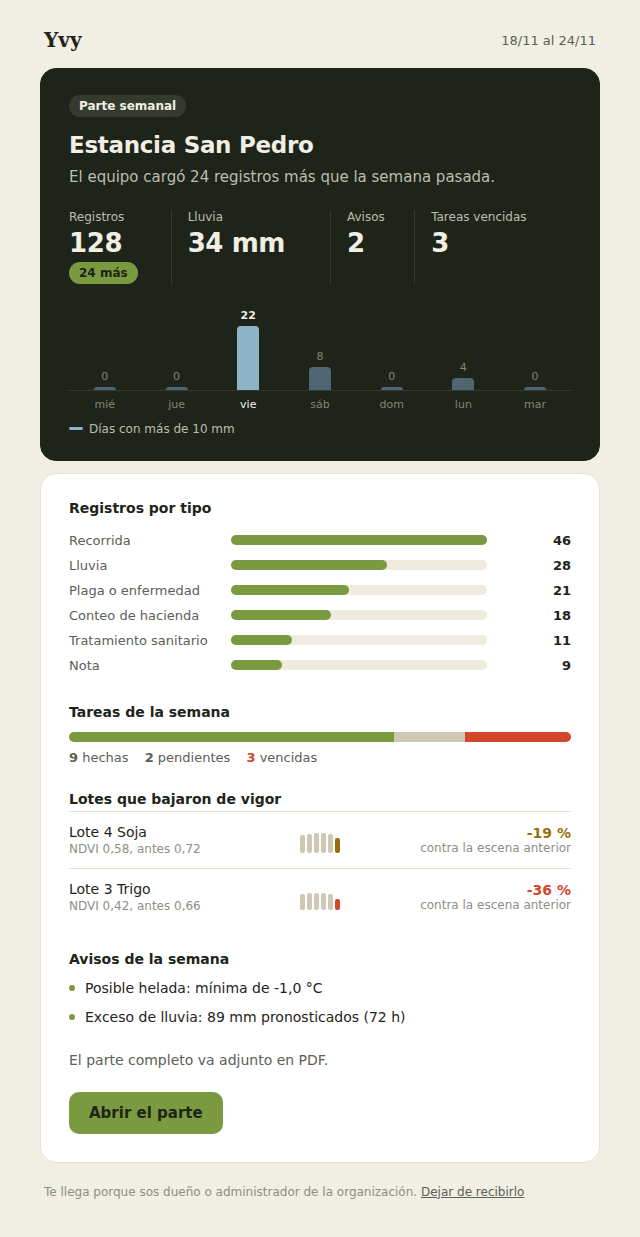 Yvy
18/11 al 24/11
Parte semanal
Estancia San Pedro
El equipo cargó 24 registros más que la semana pasada.
Registros Lluvia Avisos Tareas vencidas
128 34 mm 2 3
24 más
0 0 22 8 0 4 0
mié jue vie sáb dom lun mar
Días con más de 10 mm
Registros por tipo
Recorrida 46
Lluvia 28
Plaga o enfermedad 21
Conteo de hacienda 18
Tratamiento sanitario 11
Nota 9
Tareas de la semana
9 hechas 2 pendientes 3 vencidas
Lotes que bajaron de vigor
Lote 4 Soja -19 %
NDVI 0,58, antes 0,72 contra la escena anterior
Lote 3 Trigo -36 %
NDVI 0,42, antes 0,66 contra la escena anterior
Avisos de la semana
Posible helada: mínima de -1,0 °C
Exceso de lluvia: 89 mm pronosticados (72 h)
El parte completo va adjunto en PDF.
Abrir el parte
Te llega porque sos dueño o administrador de la organización. Dejar de recibirlo